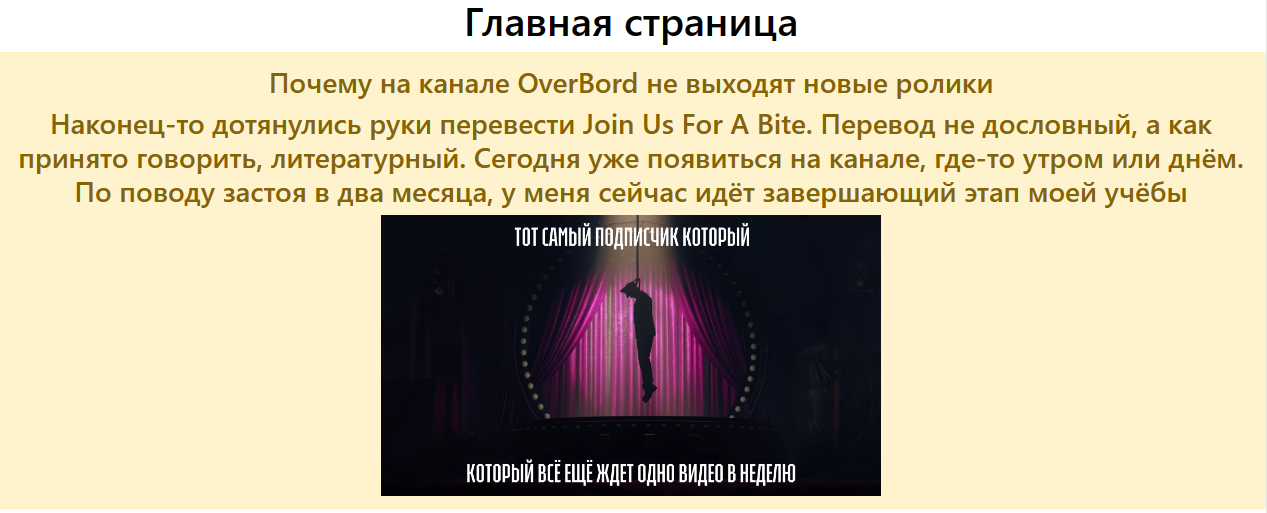 Главная страница
Почему на канале OverBord не выходят новые ролики
Наконец-то дотянулись руки перевести Join Us For A Bite. Перевод не дословный, а как
принято говорить, литературный. Сегодня уже появиться на канале, где-то утром или днём.
По поводу застоя в два месяца, у меня сейчас идёт завершающий этап моей учёбы
ТОТ САМЫЙ ПОДПИСЧИК КОТОРЫЙ
КОТОРЫЙ ВСЁ ЕЩЁ ЖДЕТ ОДНО ВИДЕО В НЕДЕЛЮ